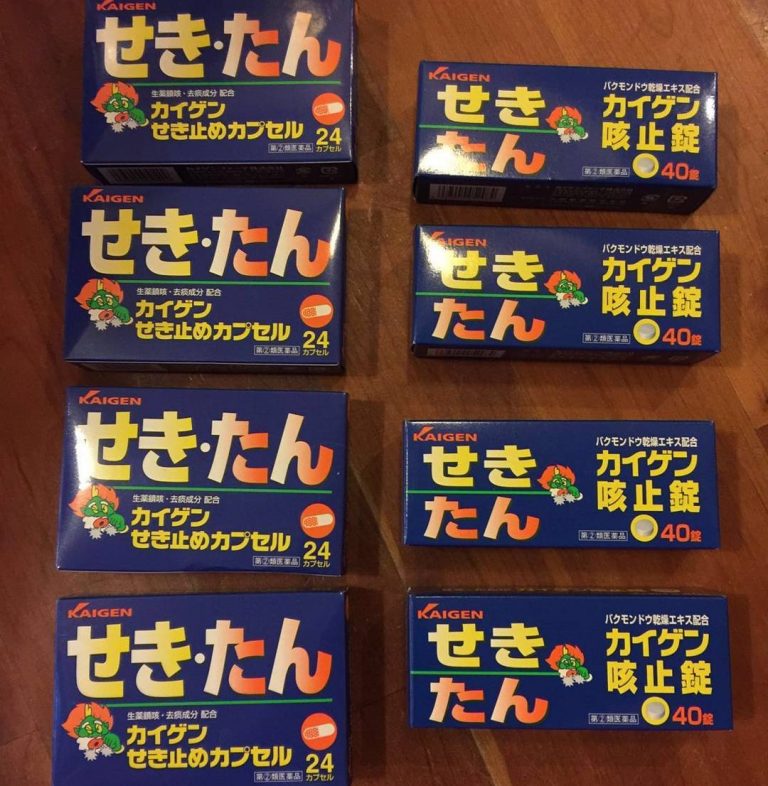 KAIGEN
せき・たん
生薬鎮咳・去痰成分 配合
カイゲン
せき止めカプセル
24
カプセル
指②類医薬品
KAIGEN
せき
たん
バクモンドウ乾燥エキス配合
カイゲン
咳止錠
指②類医薬品
40錠
KAIGEN
せき・たん
生薬鎮咳・去痰成分 配合
カイゲン
せき止めカプセル
24
カプセル
指②類医薬品
KAIGEN
せき
たん
バクモンドウ乾燥エキス配合
カイゲン
咳止錠
指②類医薬品
40錠
KAIGEN
せき・たん
生薬鎮咳・去痰成分 配合
カイゲン
せき止めカプセル
24
カプセル
指②類医薬品
KAIGEN
せき
たん
バクモンドウ乾燥エキス配合
カイゲン
咳止錠
指②類医薬品
40錠
KAIGEN
せき・たん
生薬鎮咳・去痰成分 配合
カイゲン
せき止めカプセル
24
カプセル
指②類医薬品
KAIGEN
せき
たん
バクモンドウ乾燥エキス配合
カイゲン
咳止錠
指②類医薬品
40錠